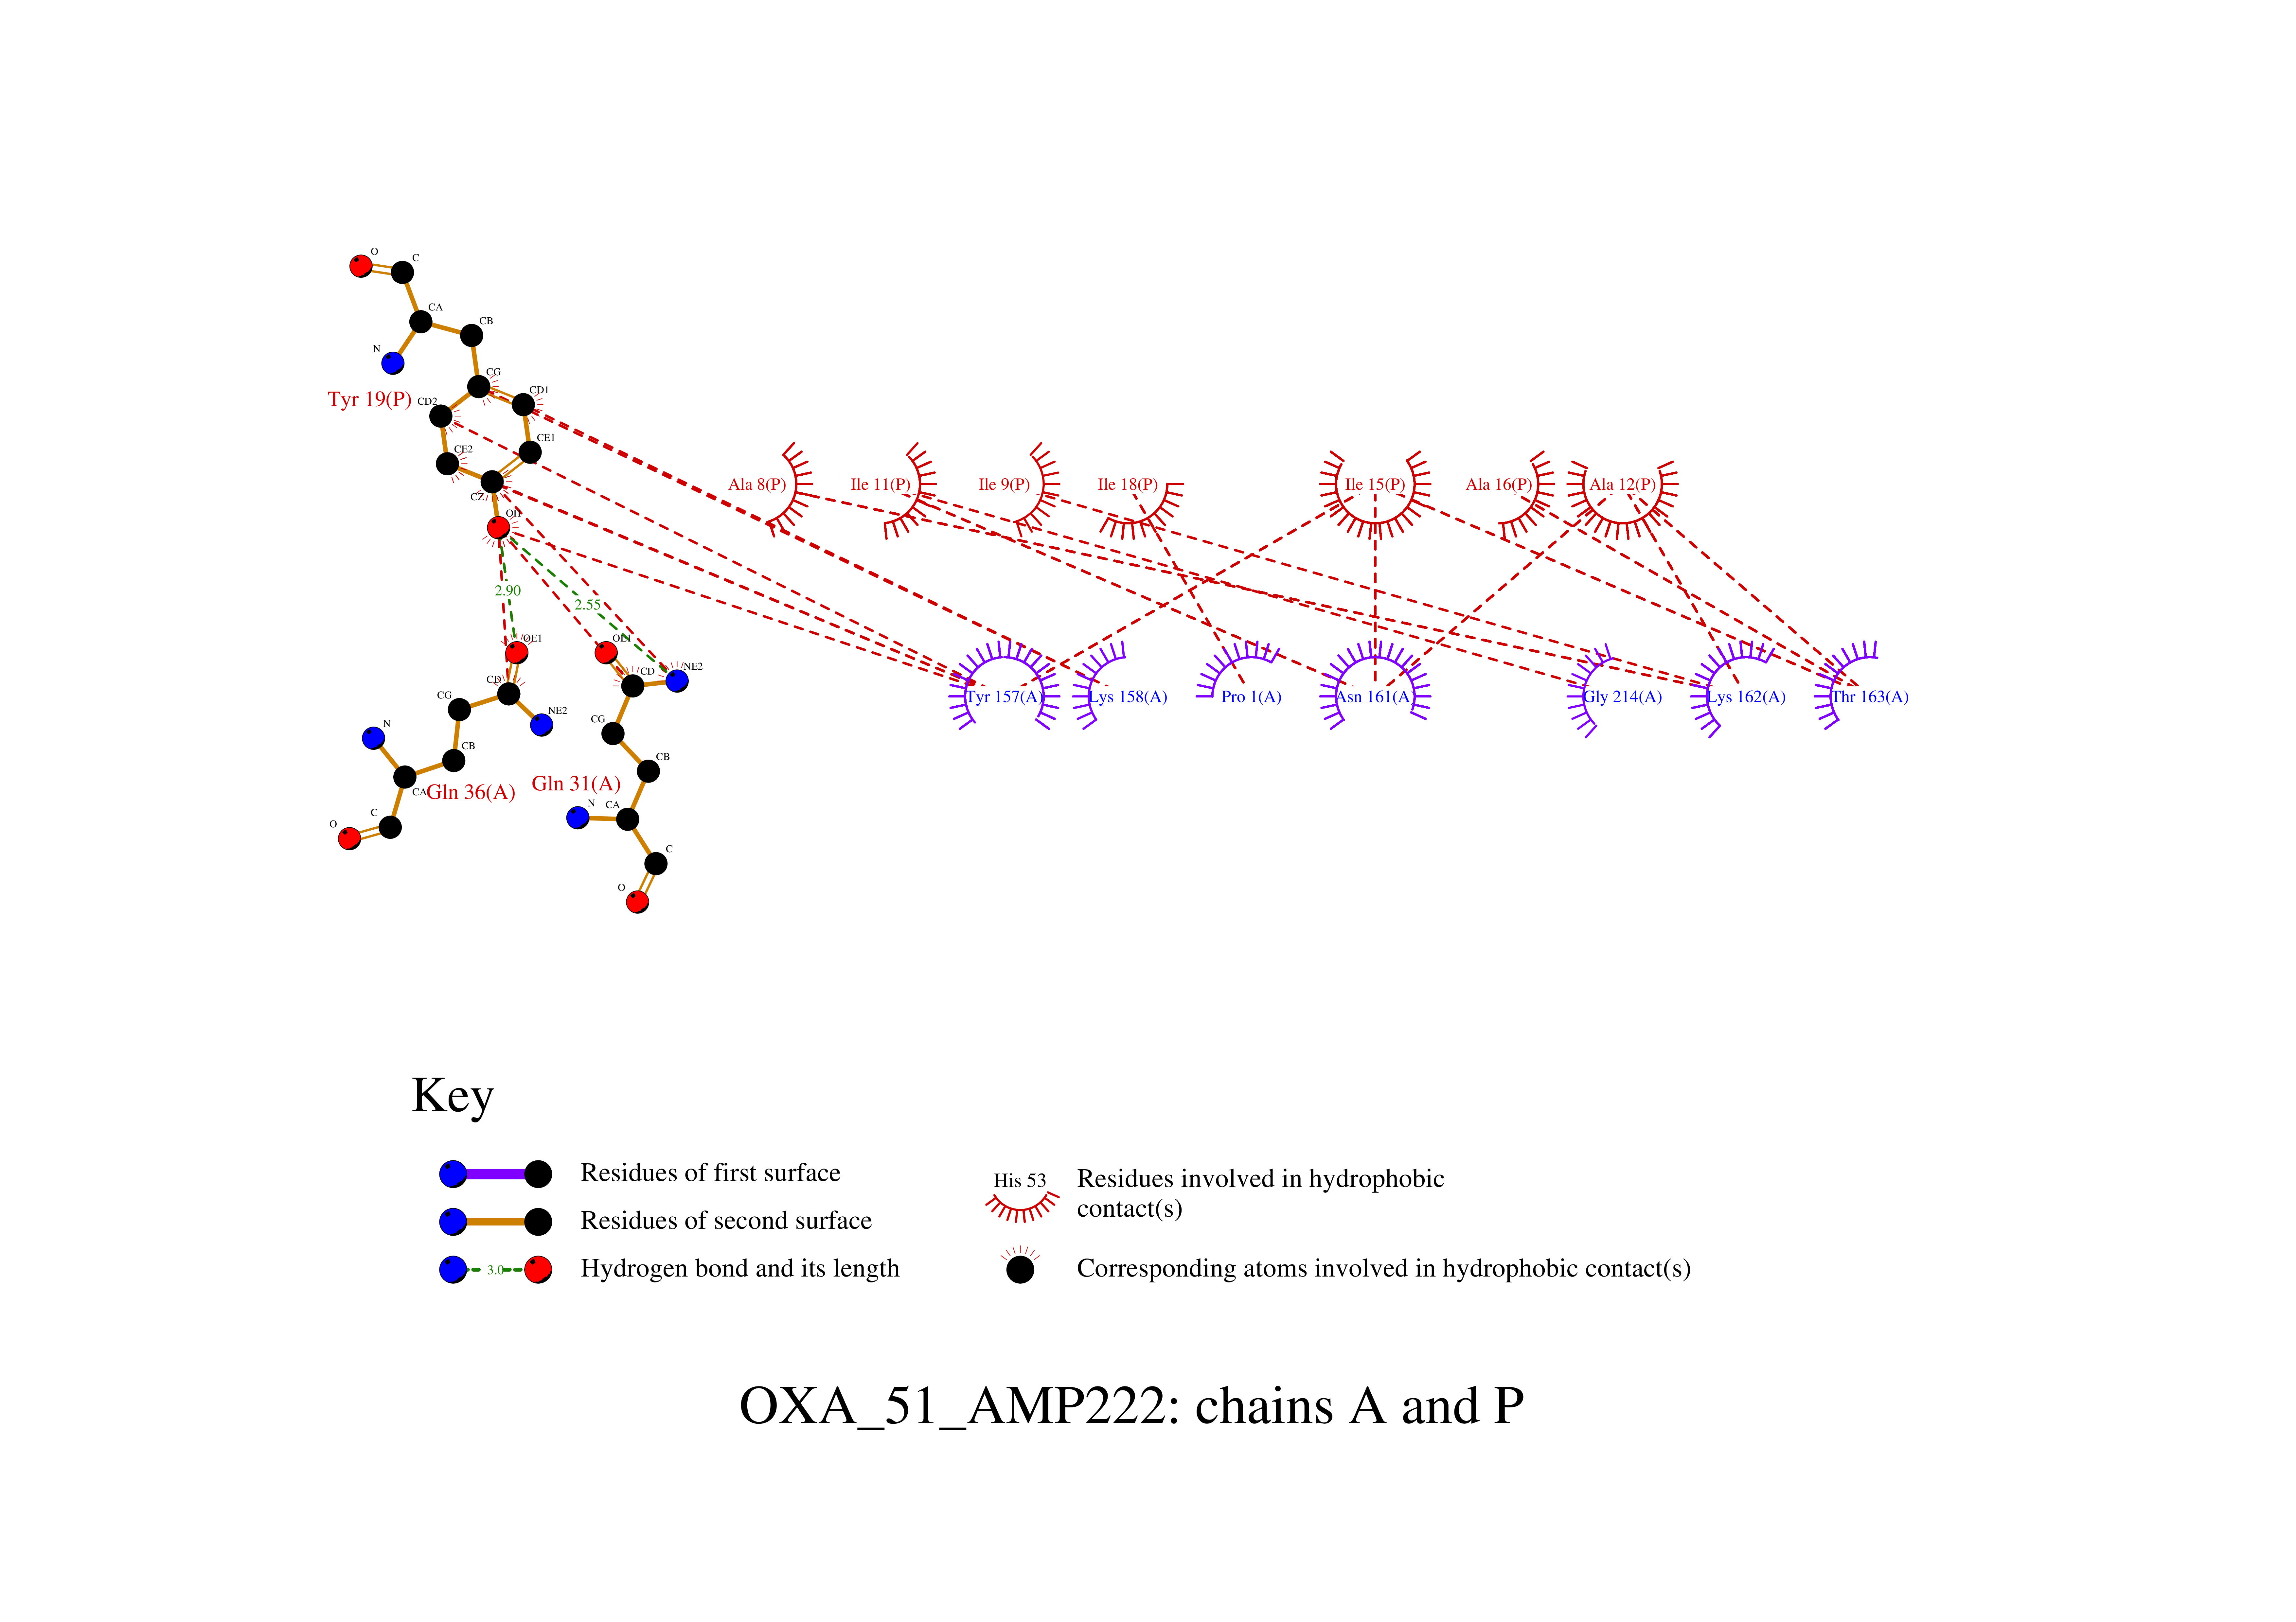 O
C
CA
CB
N
CG
CD1
Tyr 19(P)
CD2
CE1
CE2
CZ
OH
Ala 8(P) Ile 11(P) Ile 9(P) Ile 18(P) Ile 15(P) Ala 16(P) Ala 12(P)
2.90
2.55
OE1
CD
NE2
CG
CD
NE2
N
CB
CG
CB
Tyr 157(A) Lys 158(A) Pro 1(A) Asn 161(A) Gly 214(A) Lys 162(A) Thr 163(A)
CA
Gln 36(A)
Gln 31(A)
C
O
N
CA
C
O
Key
Residues of first surface
Residues of second surface
3.0
Hydrogen bond and its length
His 53
Residues involved in hydrophobic
contact(s)
Corresponding atoms involved in hydrophobic contact(s)
OXA_51_AMP222: chains A and P